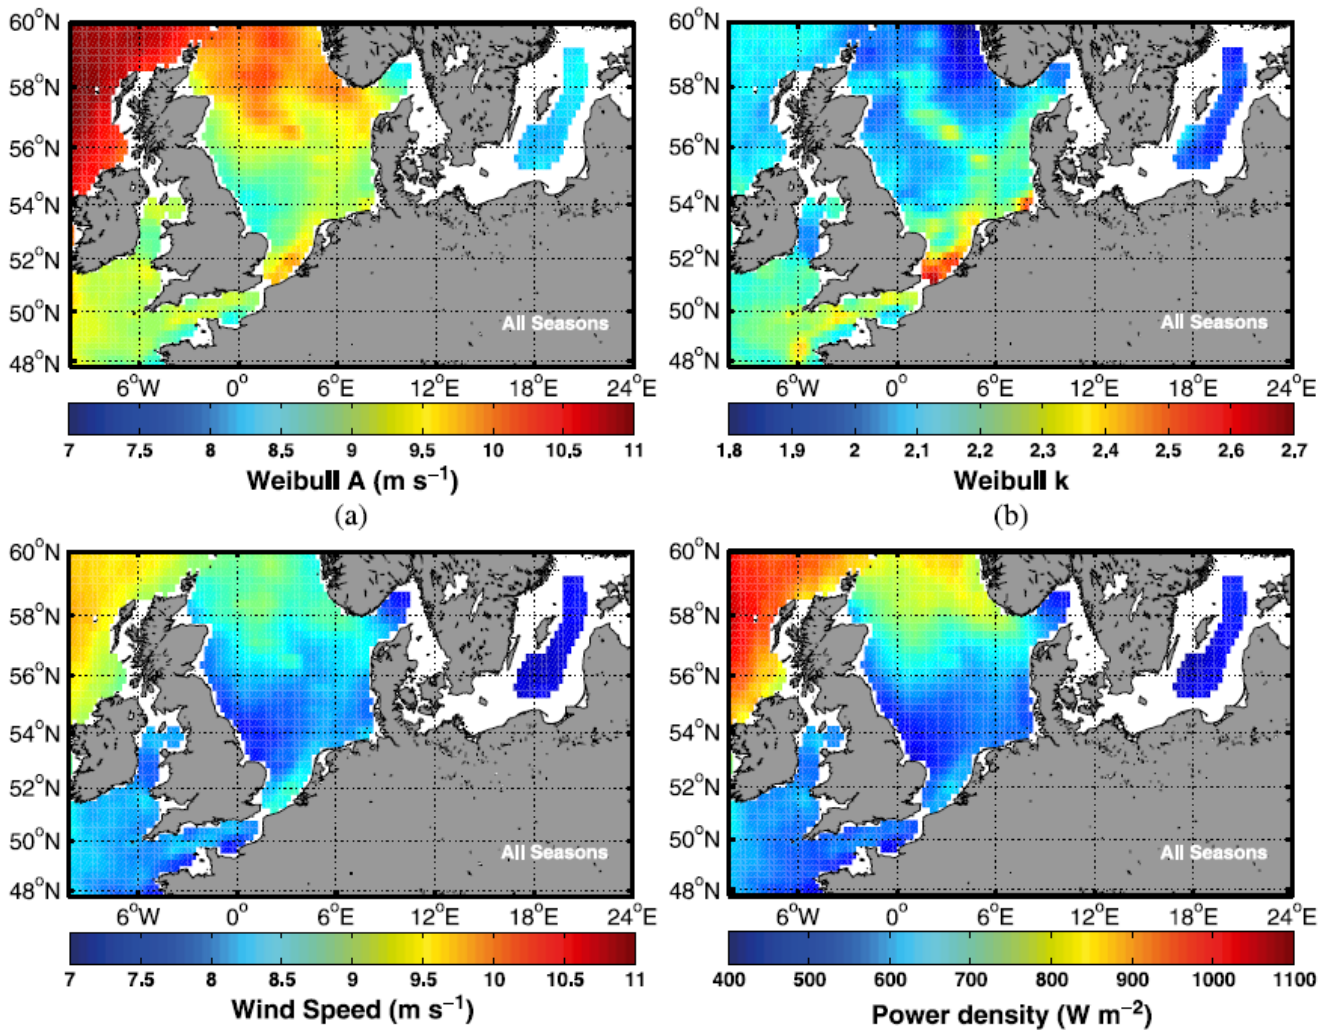 60°N
58°N
56°N
54°N
52°N
50°N
48°N
All Seasons
6°W 0° 6°E 12°E 18°E 24°E
7 7.5 8 8.5 9 9.5 10 10.5 11
Weibull A (m s⁻¹)
(a)
60°N
58°N
56°N
54°N
52°N
50°N
48°N
All Seasons
6°W 0° 6°E 12°E 18°E 24°E
1.8 1.9 2 2.1 2.2 2.3 2.4 2.5 2.6 2.7
Weibull k
(b)
60°N
58°N
56°N
54°N
52°N
50°N
48°N
All Seasons
6°W 0° 6°E 12°E 18°E 24°E
7 7.5 8 8.5 9 9.5 10 10.5 11
Wind Speed (m s⁻¹)
60°N
58°N
56°N
54°N
52°N
50°N
48°N
All Seasons
6°W 0° 6°E 12°E 18°E 24°E
400 500 600 700 800 900 1000 1100
Power density (W m⁻²)